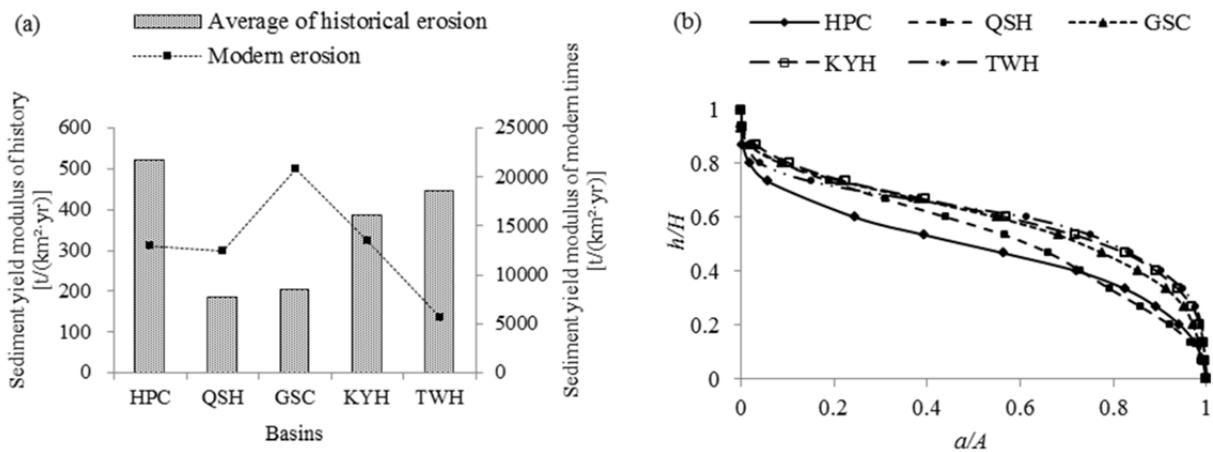 (a)
Average of historical erosion
Modern erosion
Sediment yield modulus of history
[t/(km²·yr)]
600
500
400
300
200
100
0
25000
20000
15000
10000
5000
0
Sediment yield modulus of modern times
[t/(km²·yr)]
HPC QSH GSC KYH TWH
Basins
(b)
HPC QSH GSC
KYH TWH
h/H
1
0.8
0.6
0.4
0.2
0
0 0.2 0.4 0.6 0.8 1
a/A